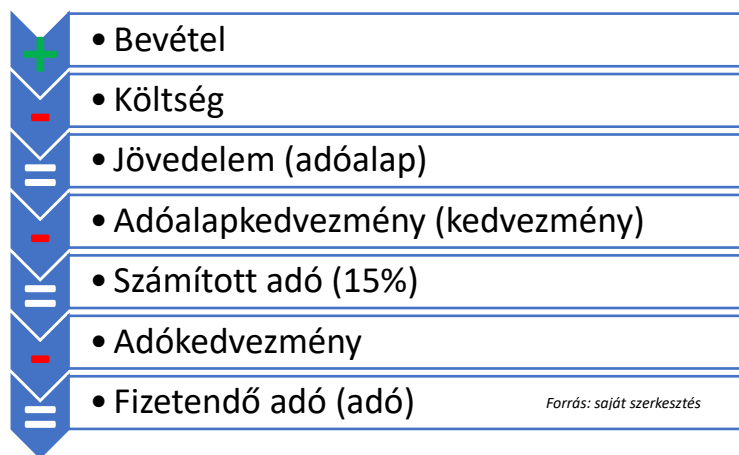 + • Bevétel
- • Költség
= • Jövedelem (adóalap)
- • Adóalapkedvezmény (kedvezmény)
= • Számított adó (15%)
- • Adókedvezmény
= • Fizetendő adó (adó)
Forrás: saját szerkesztés